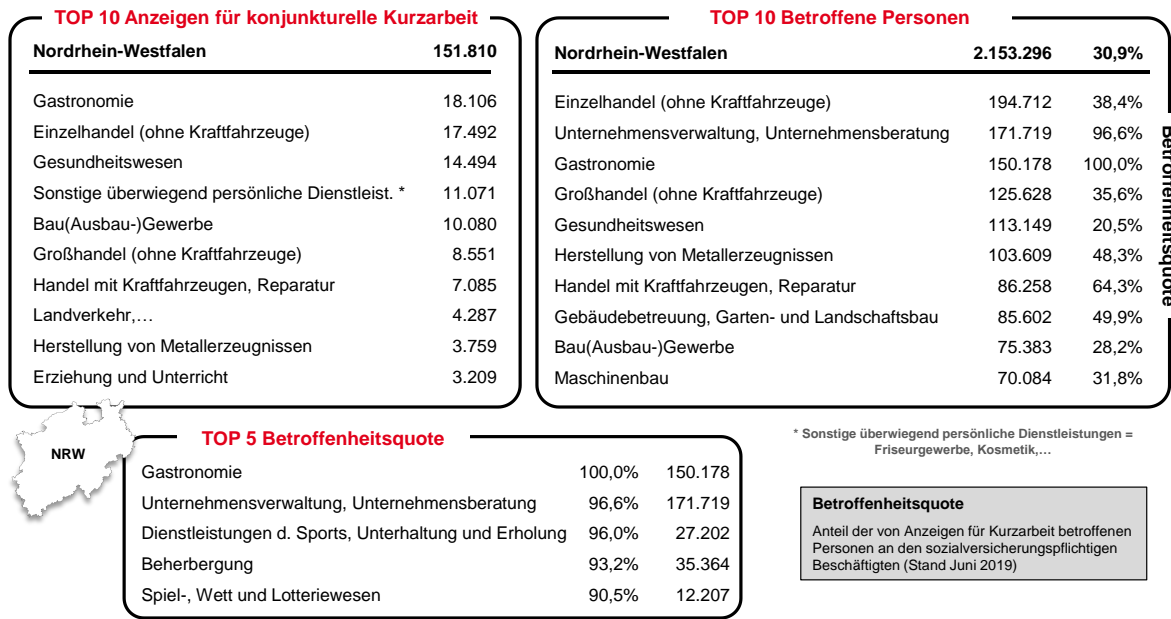 TOP 10 Anzeigen für konjunkturelle Kurzarbeit
Nordrhein-Westfalen 151.810
Gastronomie 18.106
Einzelhandel (ohne Kraftfahrzeuge) 17.492
Gesundheitswesen 14.494
Sonstige überwiegend persönliche Dienstleist. * 11.071
Bau(Ausbau-)Gewerbe 10.080
Großhandel (ohne Kraftfahrzeuge) 8.551
Handel mit Kraftfahrzeugen, Reparatur 7.085
Landverkehr,... 4.287
Herstellung von Metallerzeugnissen 3.759
Erziehung und Unterricht 3.209
TOP 10 Betroffene Personen
Nordrhein-Westfalen 2.153.296 30,9%
Einzelhandel (ohne Kraftfahrzeuge) 194.712 38,4%
Unternehmensverwaltung, Unternehmensberatung 171.719 96,6%
Gastronomie 150.178 100,0%
Großhandel (ohne Kraftfahrzeuge) 125.628 35,6%
Gesundheitswesen 113.149 20,5%
Herstellung von Metallerzeugnissen 103.609 48,3%
Handel mit Kraftfahrzeugen, Reparatur 86.258 64,3%
Gebäudebetreuung, Garten- und Landschaftsbau 85.602 49,9%
Bau(Ausbau-)Gewerbe 75.383 28,2%
Maschinenbau 70.084 31,8%
Betroffenheitsquote
NRW
TOP 5 Betroffenheitsquote
Gastronomie 100,0% 150.178
Unternehmensverwaltung, Unternehmensberatung 96,6% 171.719
Dienstleistungen d. Sports, Unterhaltung und Erholung 96,0% 27.202
Beherbergung 93,2% 35.364
Spiel-, Wett und Lotteriewesen 90,5% 12.207
* Sonstige überwiegend persönliche Dienstleistungen =
Friseurgewerbe, Kosmetik,...
Betroffenheitsquote
Anteil der von Anzeigen für Kurzarbeit betroffenen
Personen an den sozialversicherungspflichtigen
Beschäftigten (Stand Juni 2019)